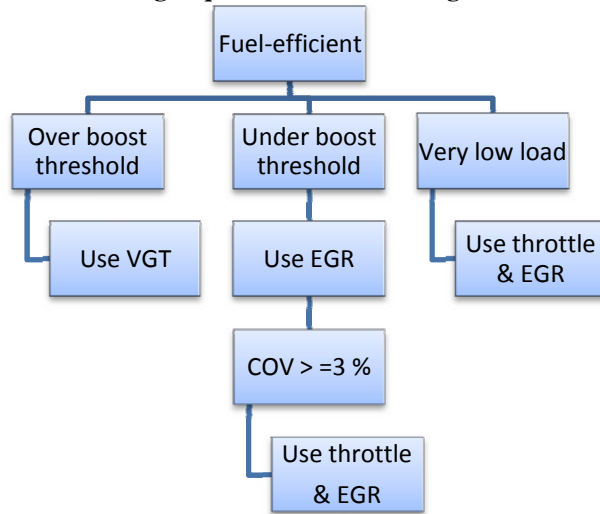 Fuel-efficient
Over boost
threshold
Under boost
threshold
Very low load
Use VGT
Use EGR
Use throttle
& EGR
COV > =3 %
Use throttle
& EGR